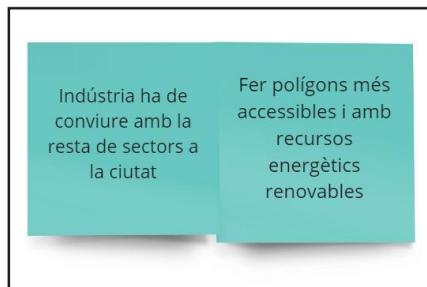 Indústria ha de
conviure amb la
resta de sectors a
la ciutat
Fer polígons més
accessibles i amb
recursos
energètics
renovables